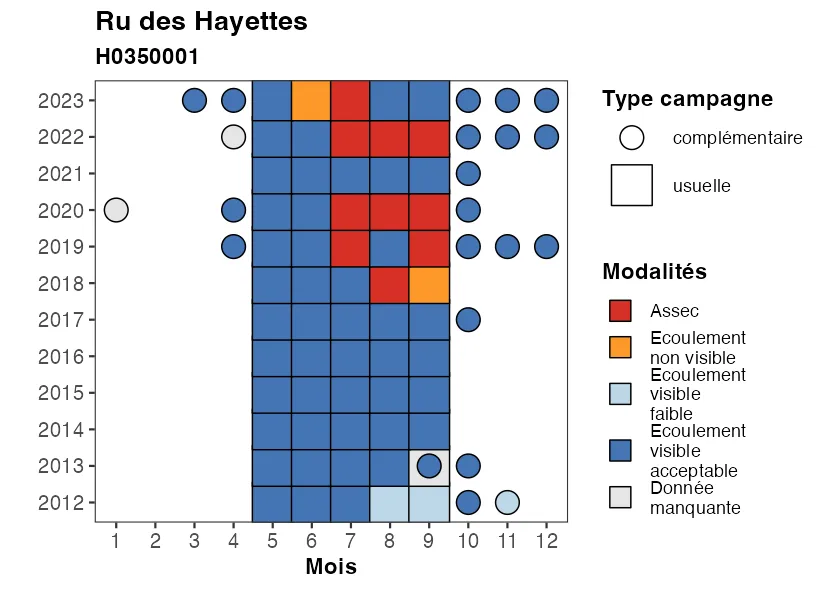 Ru des Hayettes
H0350001
2023
2022
2021
2020
2019
2018
2017
2016
2015
2014
2013
2012
1 2 3 4 5 6 7 8 9 10 11 12
Mois
Type campagne
complémentaire
usuelle
Modalités
Assec
Ecoulement
non visible
Ecoulement
visible
faible
Ecoulement
visible
acceptable
Donnée
manquante